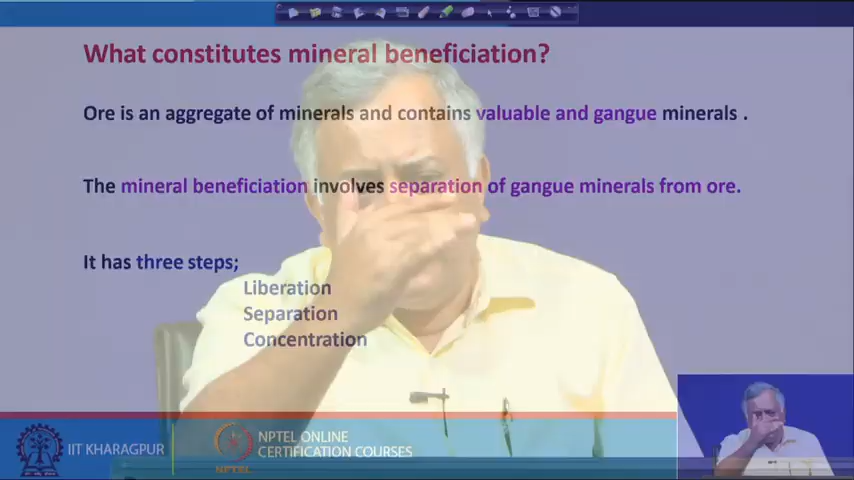 What constitutes mineral beneficiation?
Ore is an aggregate of minerals and contains valuable and gangue minerals .
The mineral beneficiation involves separation of gangue minerals from ore.
It has three steps;
Liberation
Separation
Concentration
IIT KHARAGPUR
NPTEL
NPTEL ONLINE
CERTIFICATION COURSES